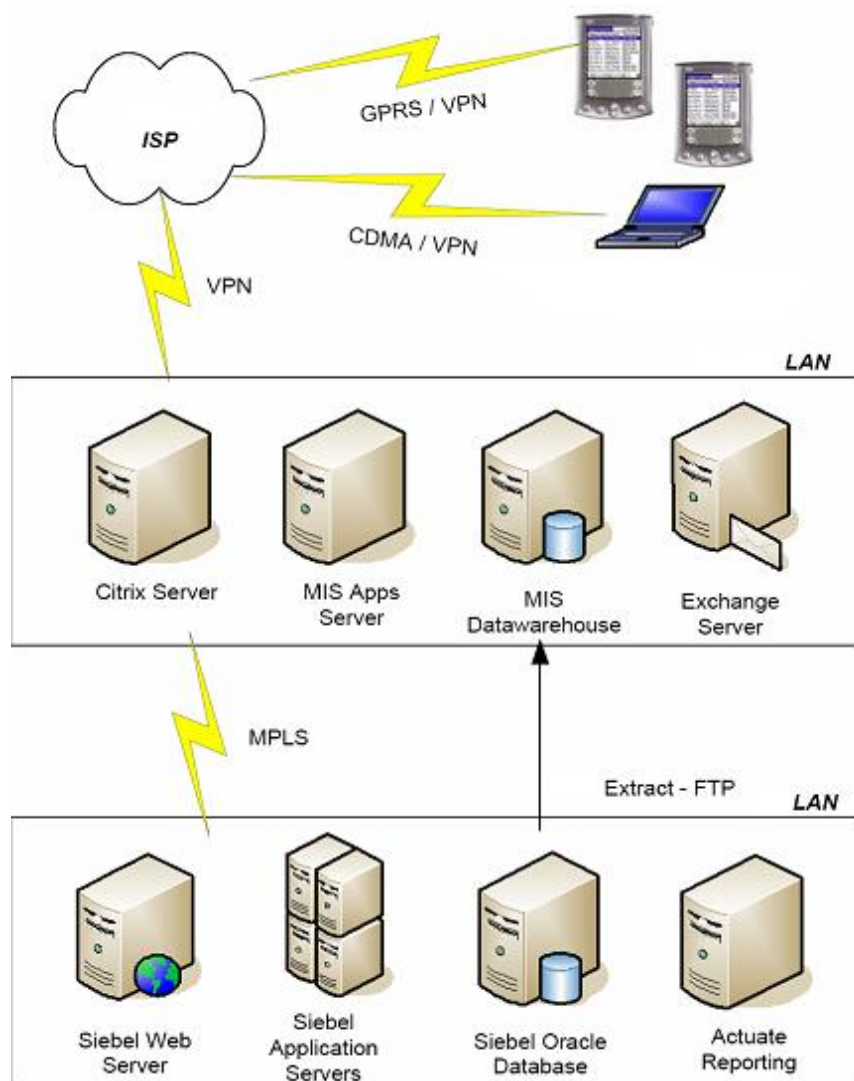 GPRS / VPN
ISP
CDMA / VPN
VPN
LAN
Citrix Server
MIS Apps
Server
MIS
Datawarehouse
Exchange
Server
MPLS
Extract - FTP
LAN
Siebel Web
Server
Siebel
Application
Servers
Siebel Oracle
Database
Actuate
Reporting